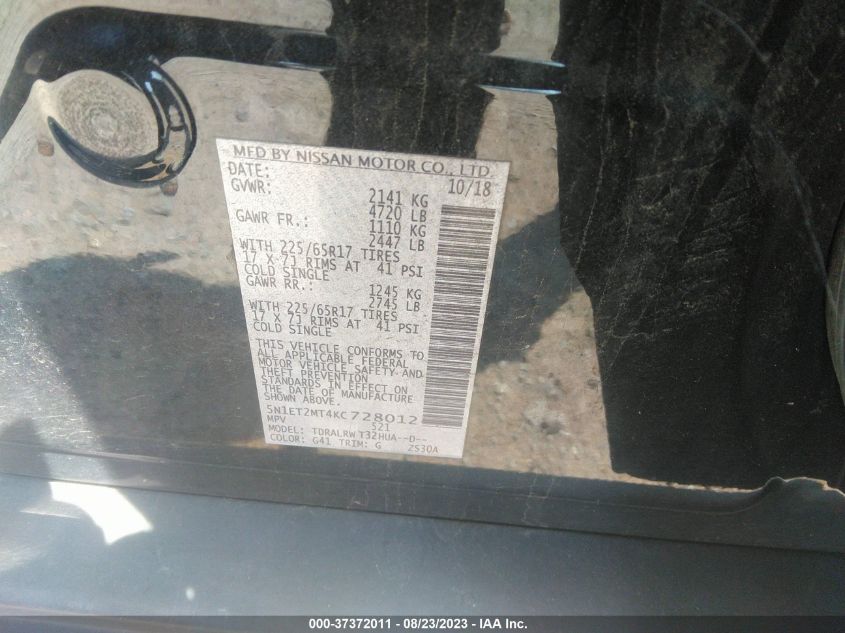 MFD BY NISSAN MOTOR CO., LTD.
DATE: 10/18
GVWR: 2141 KG
4720 LB
GAWR FR.: 1110 KG
2447 LB
WITH 225/65R17 TIRES
17 X 7J RIMS AT 41 PSI
COLD SINGLE
GAWR RR.: 1245 KG
2745 LB
WITH 225/65R17 TIRES
17 X 7J RIMS AT 41 PSI
COLD SINGLE
THIS VEHICLE CONFORMS TO
ALL APPLICABLE FEDERAL
MOTOR VEHICLE SAFETY AND
THEFT PREVENTION
STANDARDS IN EFFECT ON
THE DATE OF MANUFACTURE
SHOWN ABOVE.
5N1ET2MT4KC728012
MPV 521
MODEL: TDRALRW T32HUA--D--
COLOR: G41 TRIM: G ZS30A
000-37372011 - 08/23/2023 - IAA Inc.